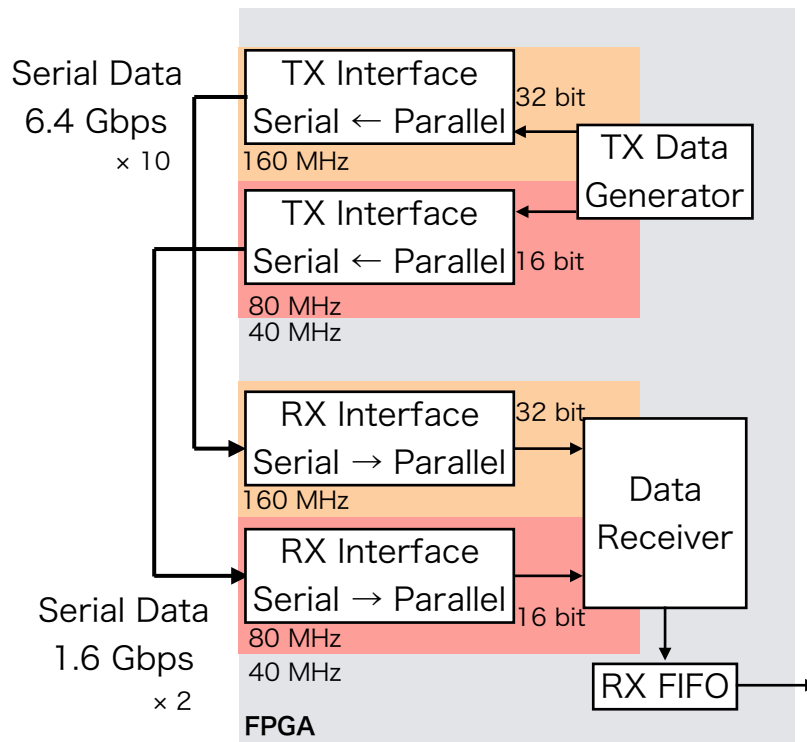 Serial Data
6.4 Gbps
× 10
TX Interface
Serial ← Parallel
32 bit
160 MHz
TX Data
Generator
TX Interface
Serial ← Parallel
16 bit
80 MHz
40 MHz
RX Interface
Serial → Parallel
32 bit
160 MHz
Data
Receiver
RX Interface
Serial → Parallel
16 bit
80 MHz
40 MHz
Serial Data
1.6 Gbps
× 2
RX FIFO
FPGA